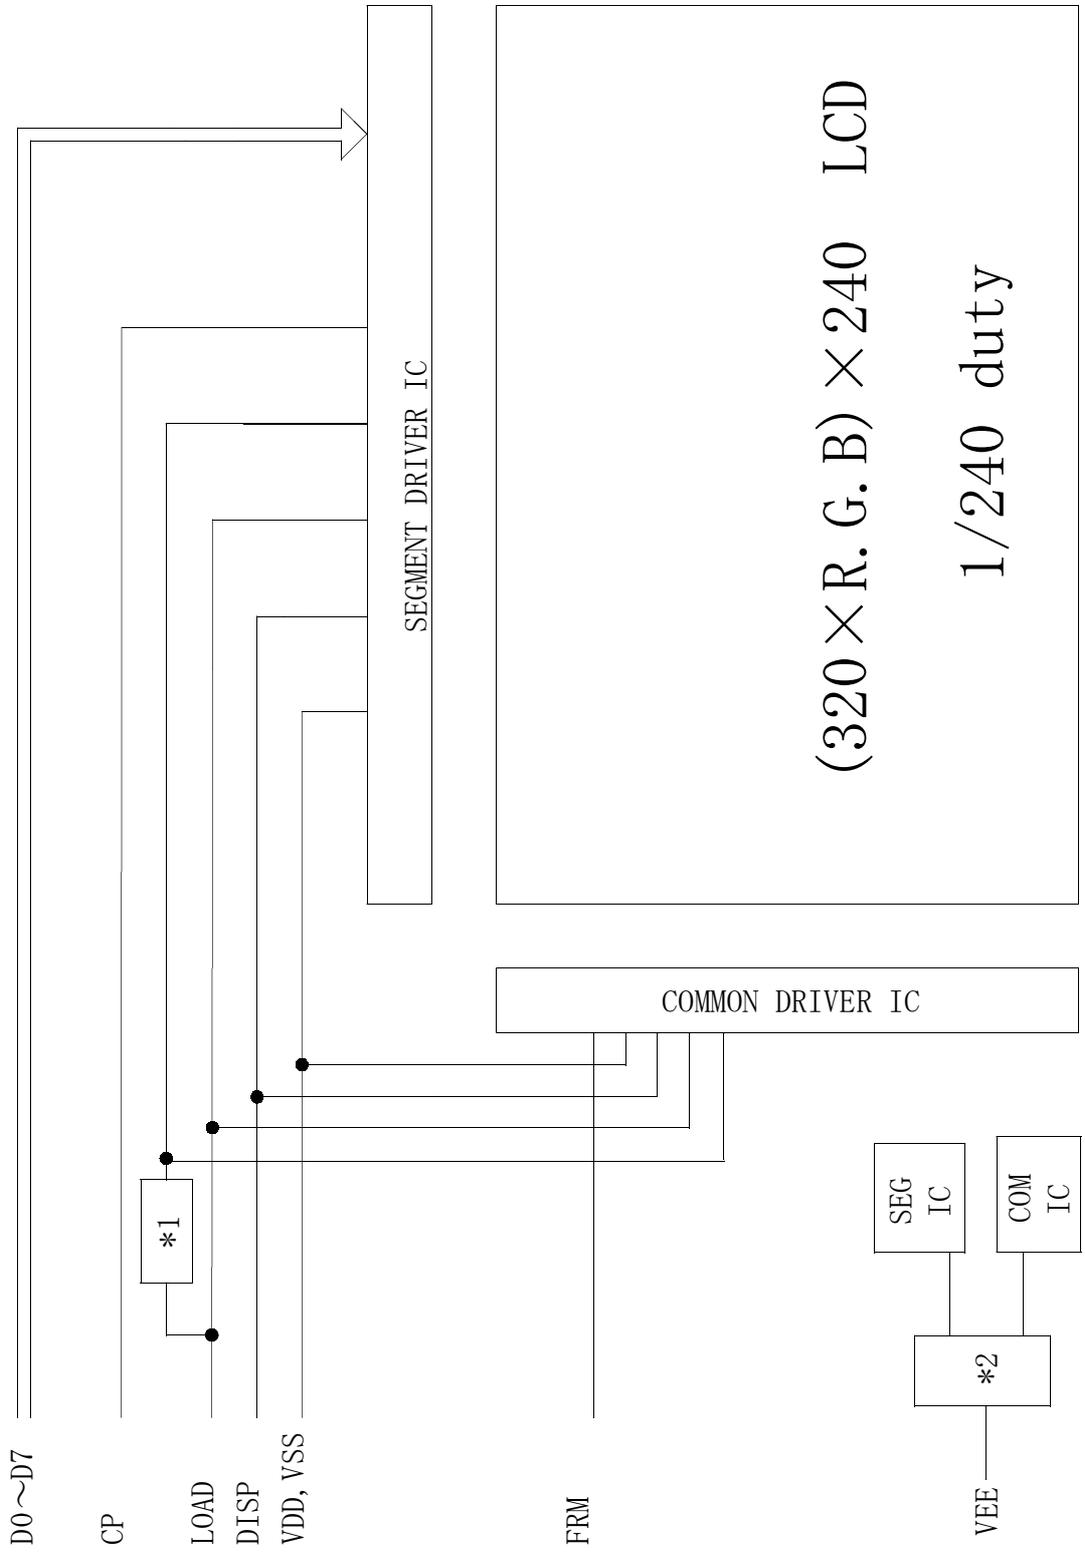 D0～D7
CP
LOAD
DISP
VDD, VSS
FRM
VEE
*1
*2
SEGMENT DRIVER IC
COMMON DRIVER IC
SEG
IC
COM
IC
(320×R.G.B)×240 LCD
1/240 duty